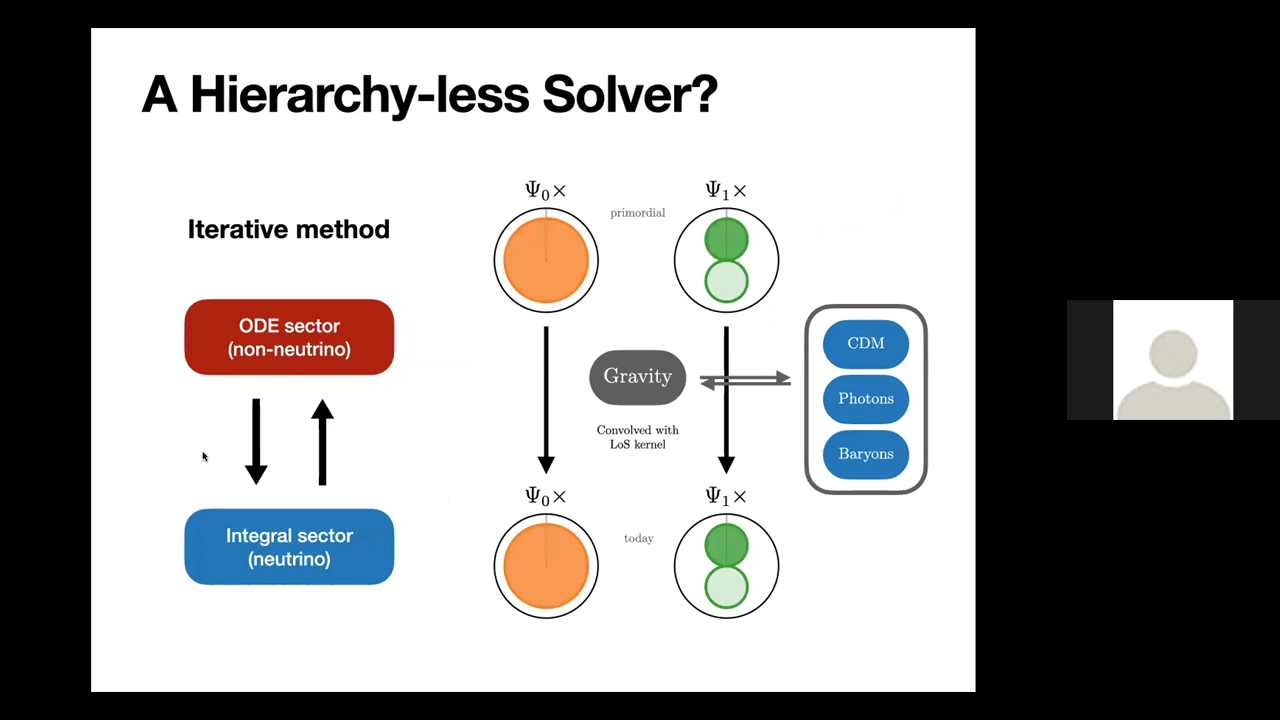 A Hierarchy-less Solver?
Iterative method
ODE sector
(non-neutrino)
Integral sector
(neutrino)
Ψ₀×
primordial
Ψ₁×
Gravity
Convolved with
LoS kernel
CDM
Photons
Baryons
Ψ₀×
today
Ψ₁×